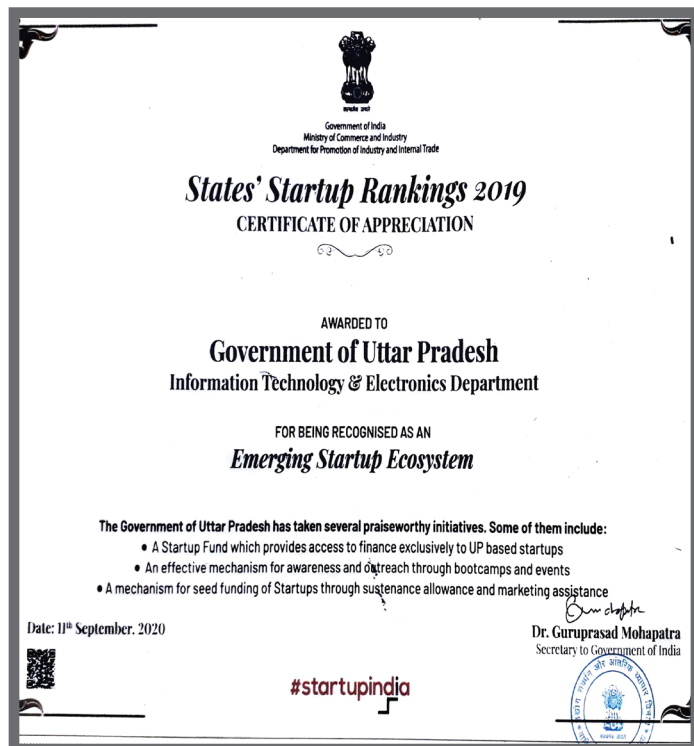 सत्यमेव जयते
Government of India
Ministry of Commerce and Industry
Department for Promotion of Industry and Internal Trade
States' Startup Rankings 2019
CERTIFICATE OF APPRECIATION
AWARDED TO
Government of Uttar Pradesh
Information Technology & Electronics Department
FOR BEING RECOGNISED AS AN
Emerging Startup Ecosystem
The Government of Uttar Pradesh has taken several praiseworthy initiatives. Some of them include:
• A Startup Fund which provides access to finance exclusively to UP based startups
• An effective mechanism for awareness and outreach through bootcamps and events
• A mechanism for seed funding of Startups through sustenance allowance and marketing assistance
Date: 11th September. 2020
Dr. Guruprasad Mohapatra
Secretary to Government of India
#startupindia
संवर्धन और आंतरिक व्यापार विभाग